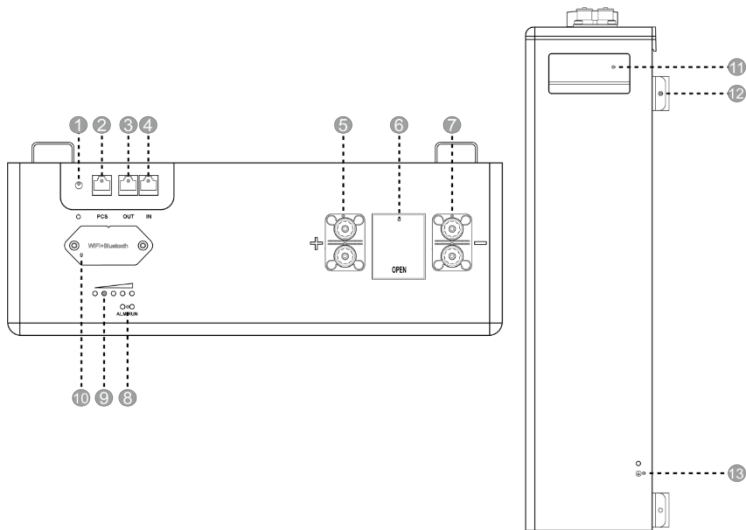 1 2 3 4 5 6 7
11
12
PCS OUT IN
WIFI+Bluetooth
+ −
OPEN
ALM RUN
10 9 8
13